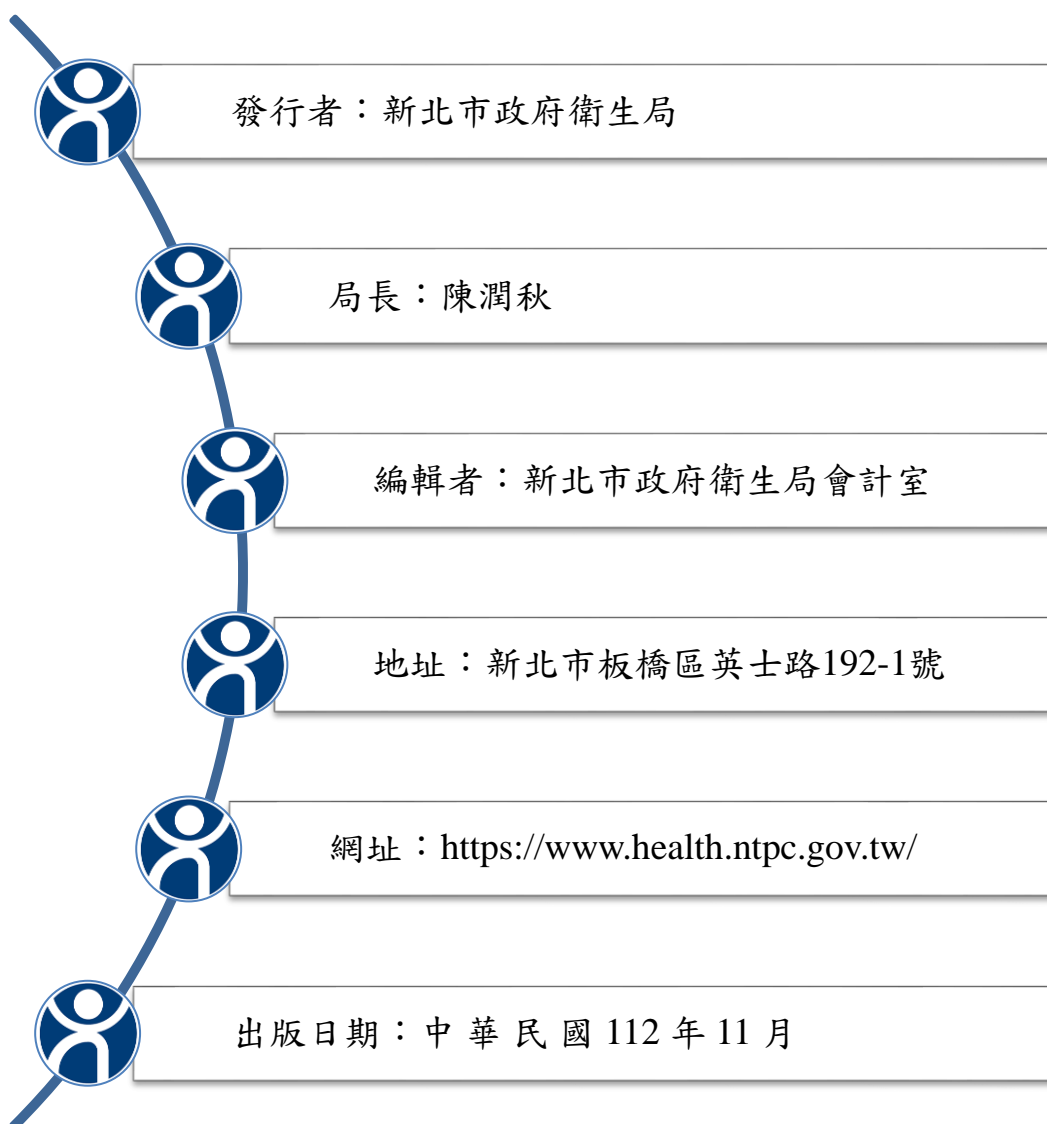 發行者：新北市政府衛生局
局長：陳潤秋
編輯者：新北市政府衛生局會計室
地址：新北市板橋區英士路192-1號
網址：https://www.health.ntpc.gov.tw/
出版日期：中 華 民 國 112 年 11 月